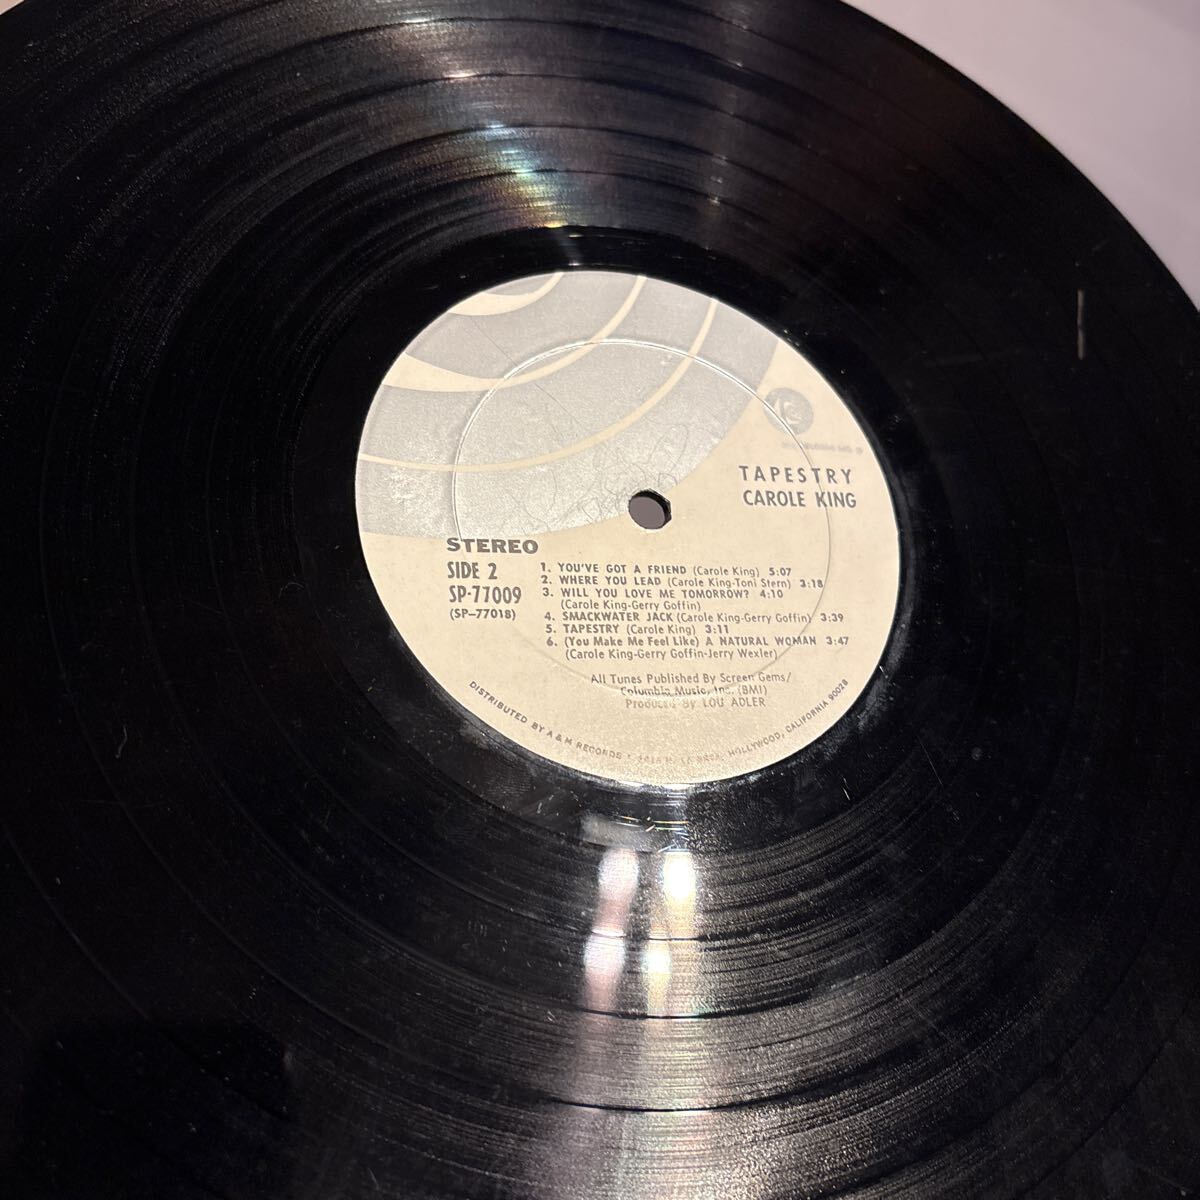 TAPESTRY
CAROLE KING
STEREO
SIDE 2
SP-77009
(SP–77018)
1. YOU'VE GOT A FRIEND (Carole King) 5:07
2. WHERE YOU LEAD (Carole King-Toni Stern) 3:18
3. WILL YOU LOVE ME TOMORROW? 4:10
(Carole King-Gerry Goffin)
4. SMACKWATER JACK (Carole King-Gerry Goffin) 3:39
5. TAPESTRY (Carole King) 3:11
6. (You Make Me Feel Like) A NATURAL WOMAN 3:47
(Carole King-Gerry Goffin-Jerry Wexler)
All Tunes Published By Screen Gems/
Columbia Music, Inc. (BMI)
Produced By LOU ADLER
DISTRIBUTED BY A & M RECORDS • HOLLYWOOD, CALIFORNIA 90028